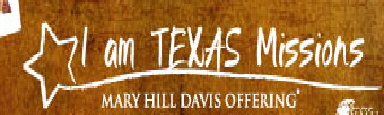 I am TEXAS Missions
MARY HILL DAVIS OFFERING®